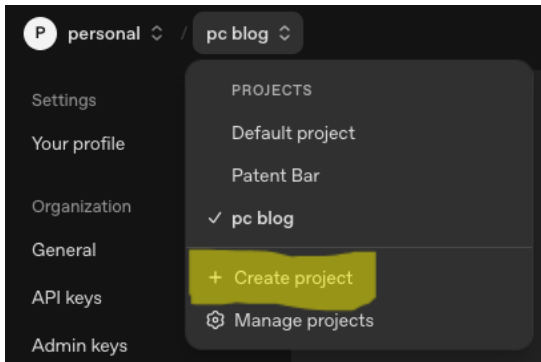 P personal / pc blog
PROJECTS
Settings
Default project
Your profile
Patent Bar
Organization
pc blog
General
+ Create project
API keys
Manage projects
Admin keys